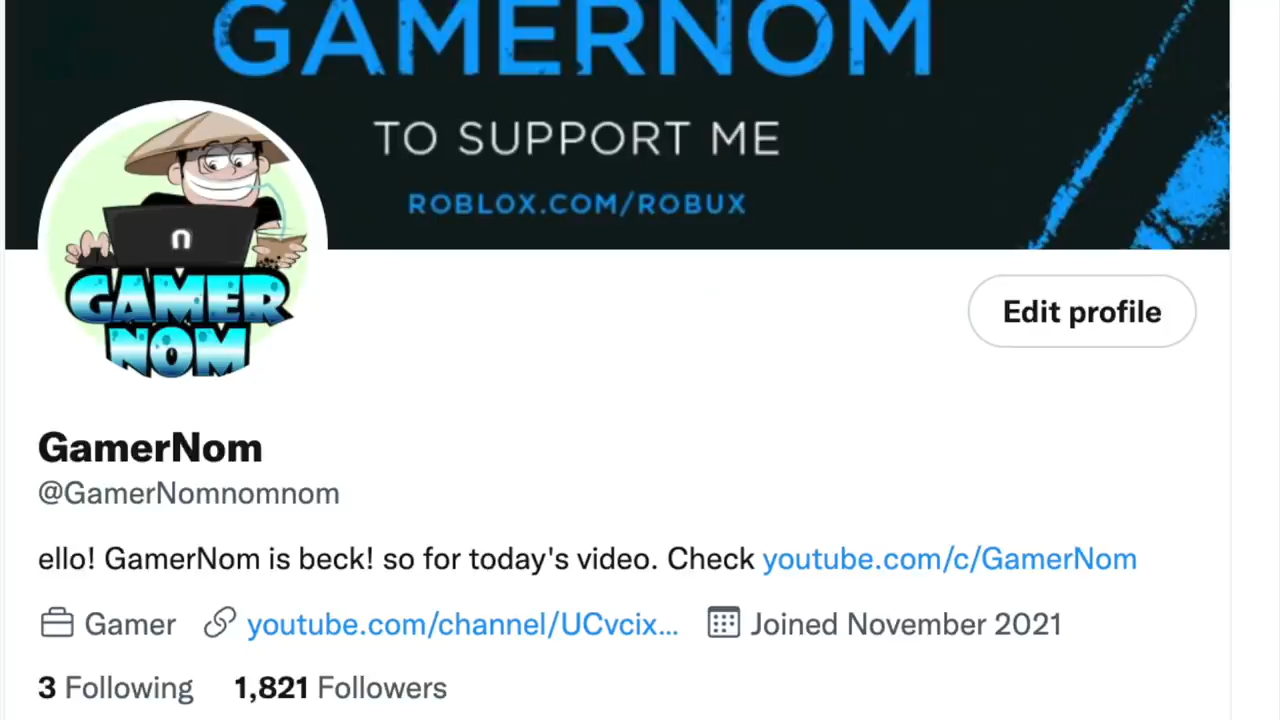 GAMERNOM
TO SUPPORT ME
ROBLOX.COM/ROBUX
n
GAMER
NOM
Edit profile
GamerNom
@GamerNomnomnom
ello! GamerNom is beck! so for today's video. Check youtube.com/c/GamerNom
Gamer youtube.com/channel/UCvcix... Joined November 2021
3 Following 1,821 Followers